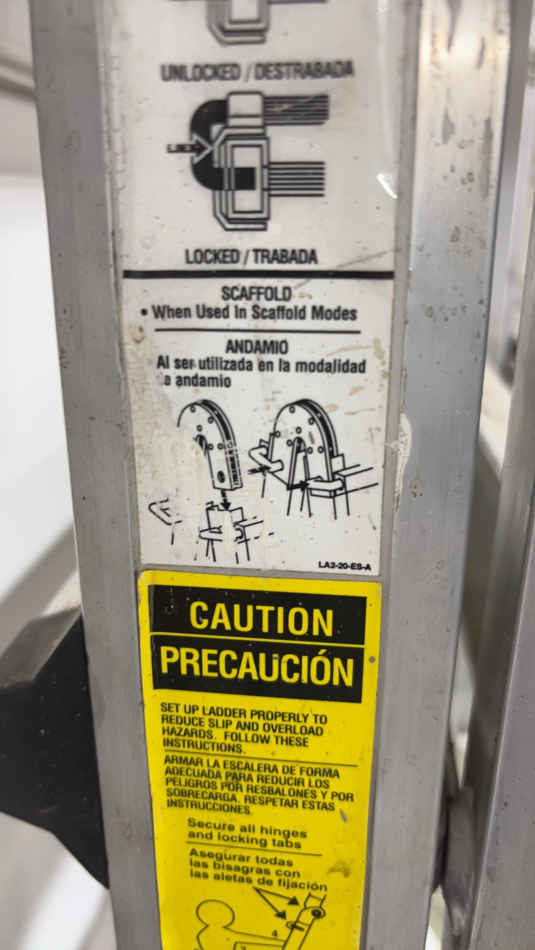 UNLOCKED / DESTRABADA
LOCKED / TRABADA
SCAFFOLD
• When Used In Scaffold Modes
ANDAMIO
Al ser utilizada en la modalidad
andamio
LA2-20-ES-A
CAUTION
PRECAUCIÓN
SET UP LADDER PROPERLY TO
REDUCE SLIP AND OVERLOAD
HAZARDS. FOLLOW THESE
INSTRUCTIONS.
ARMAR LA ESCALERA DE FORMA
ADECUADA PARA REDUCIR LOS
PELIGROS POR RESBALONES Y POR
SOBRECARGA. RESPETAR ESTAS
INSTRUCCIONES.
Secure all hinges
and locking tabs
Asegurar todas
las bisagras con
las aletas de fijación
4